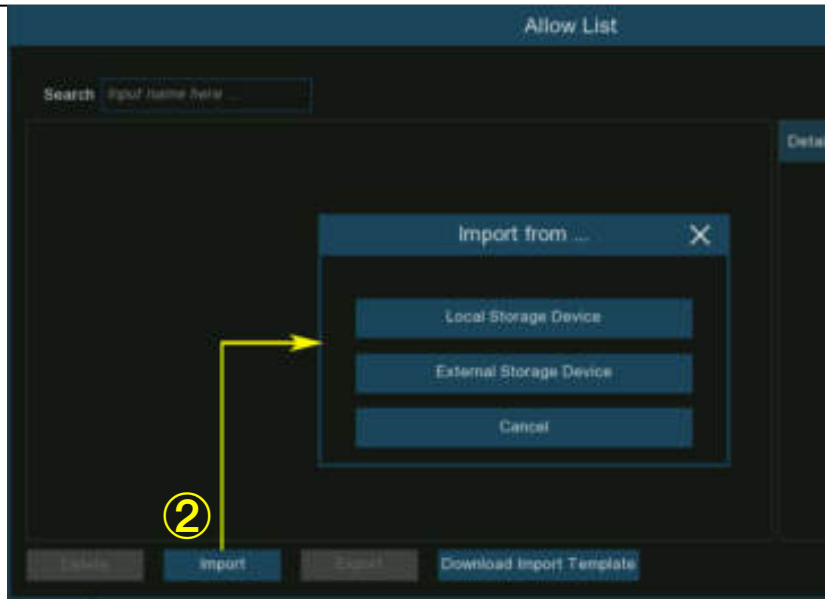 Allow List
Search Input name here ...
Detai
Import from ...
Local Storage Device
External Storage Device
Cancel
②
Delete Import Export Download Import Template